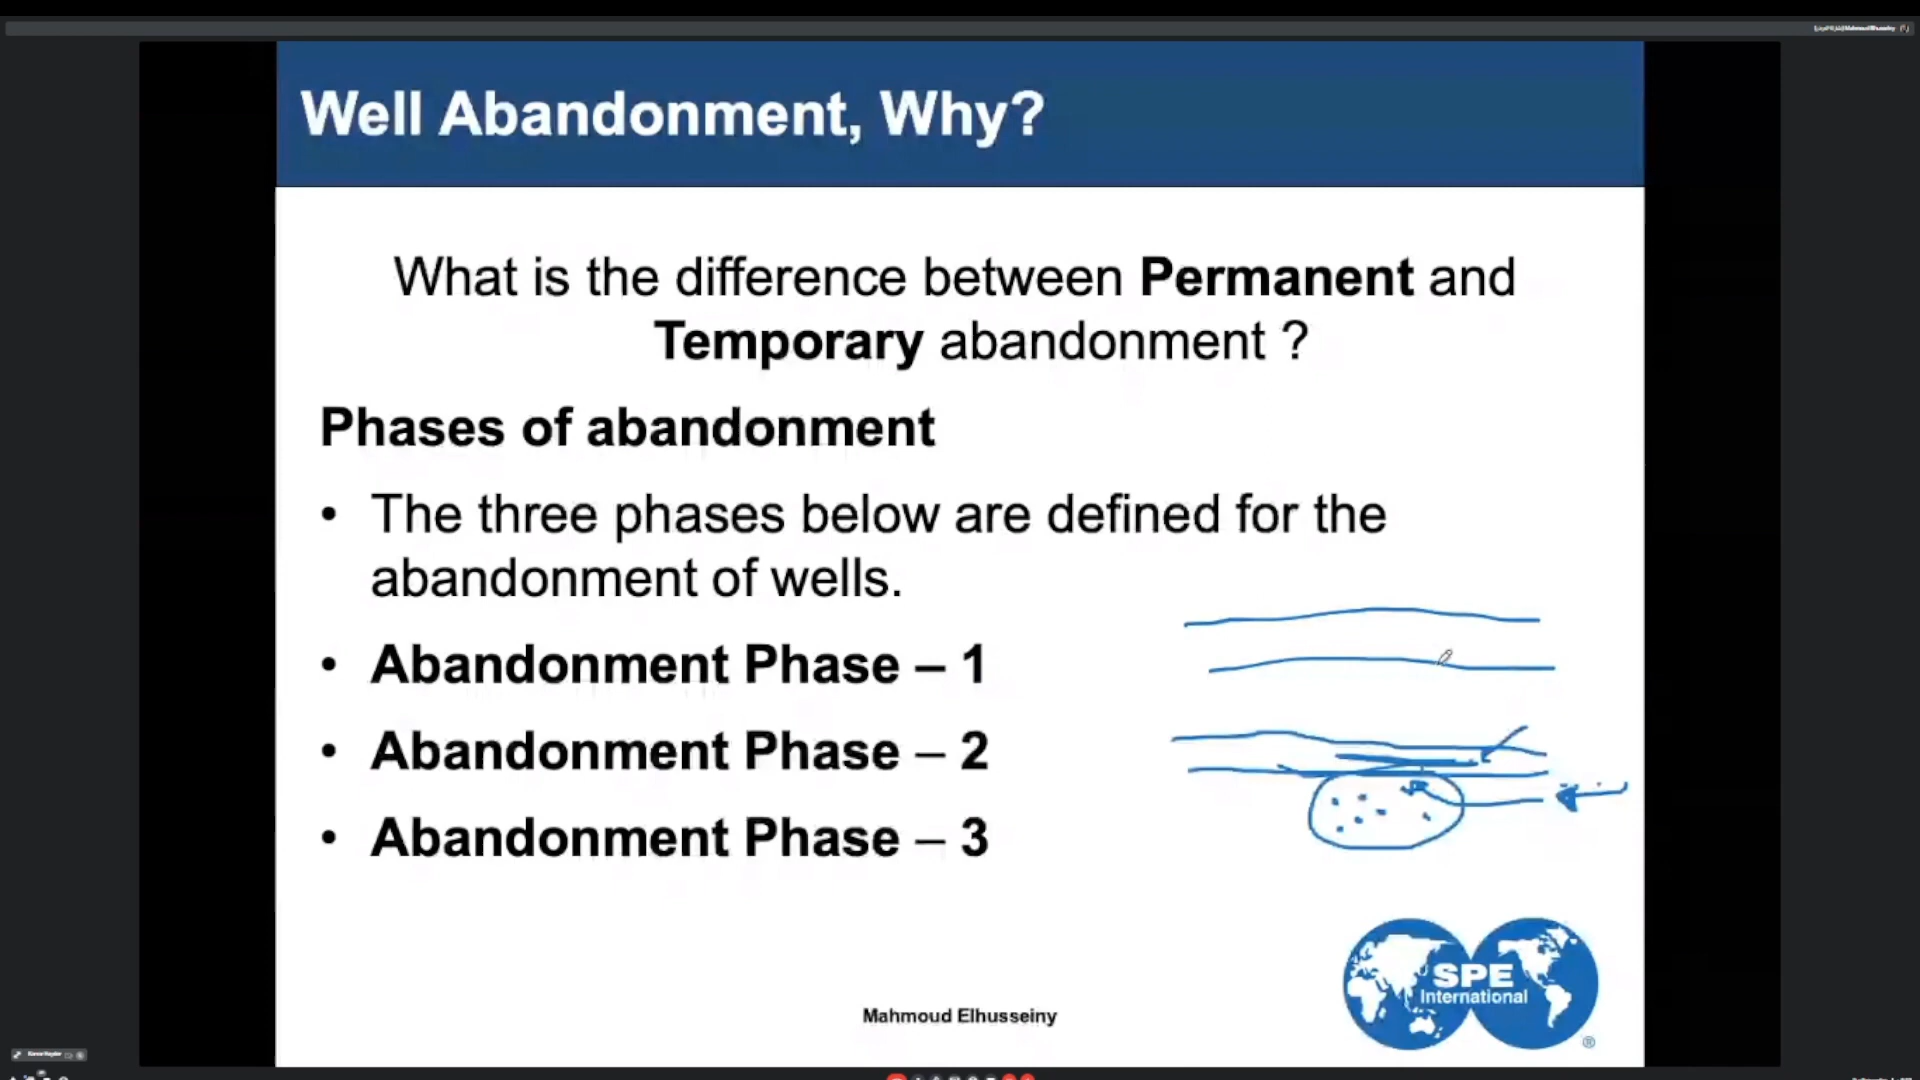 Well Abandonment, Why?
What is the difference between Permanent and
Temporary abandonment ?
Phases of abandonment
• The three phases below are defined for the
abandonment of wells.
• Abandonment Phase – 1
• Abandonment Phase – 2
• Abandonment Phase – 3
SPE
International
®
Mahmoud Elhusseiny